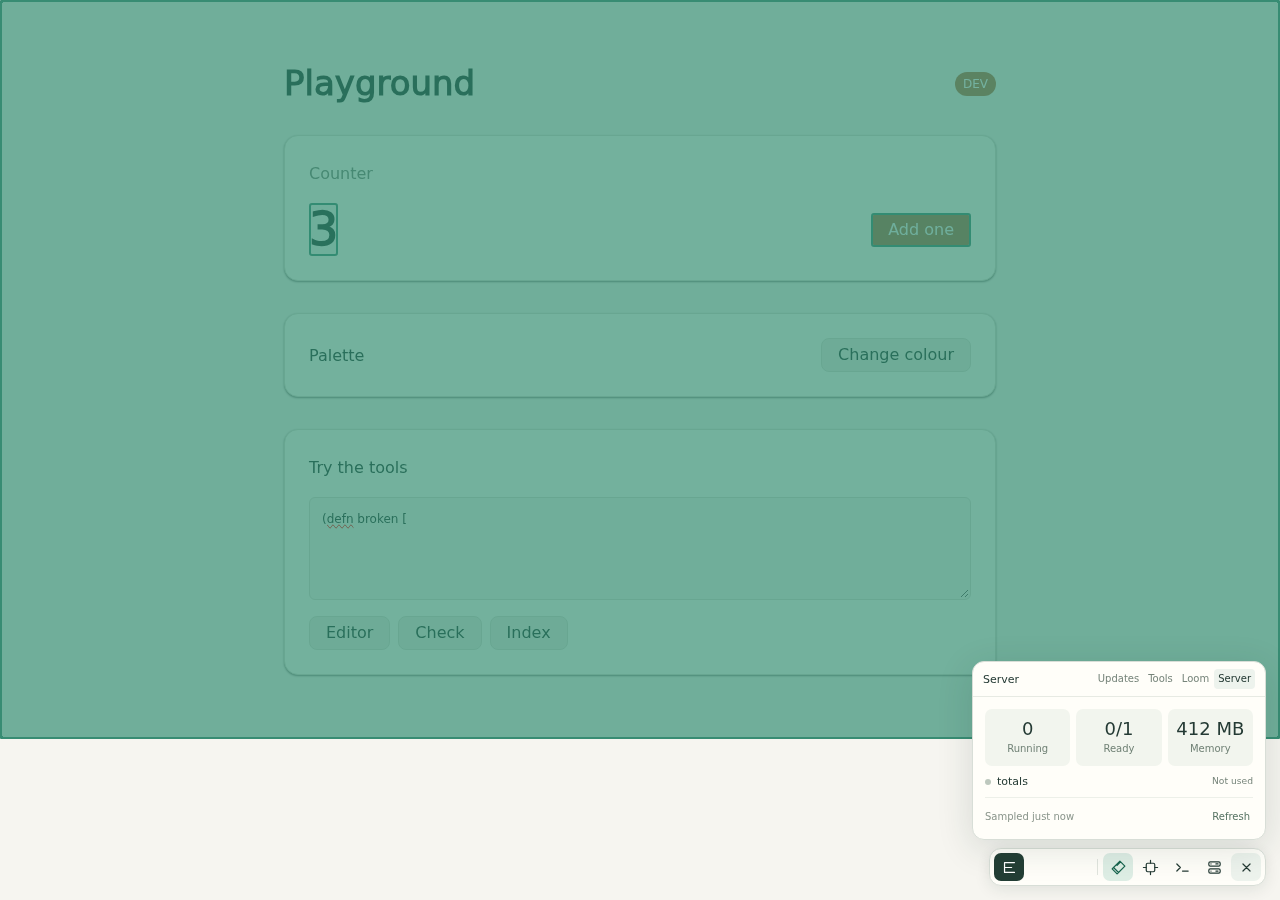 Playground
DEV
Counter
3
Add one
Palette
Change colour
Try the tools
(defn broken [
Editor
Check
Index
Server
Updates
Tools
Loom
Server
0
Running
0/1
Ready
412 MB
Memory
totals
Not used
Sampled just now
Refresh